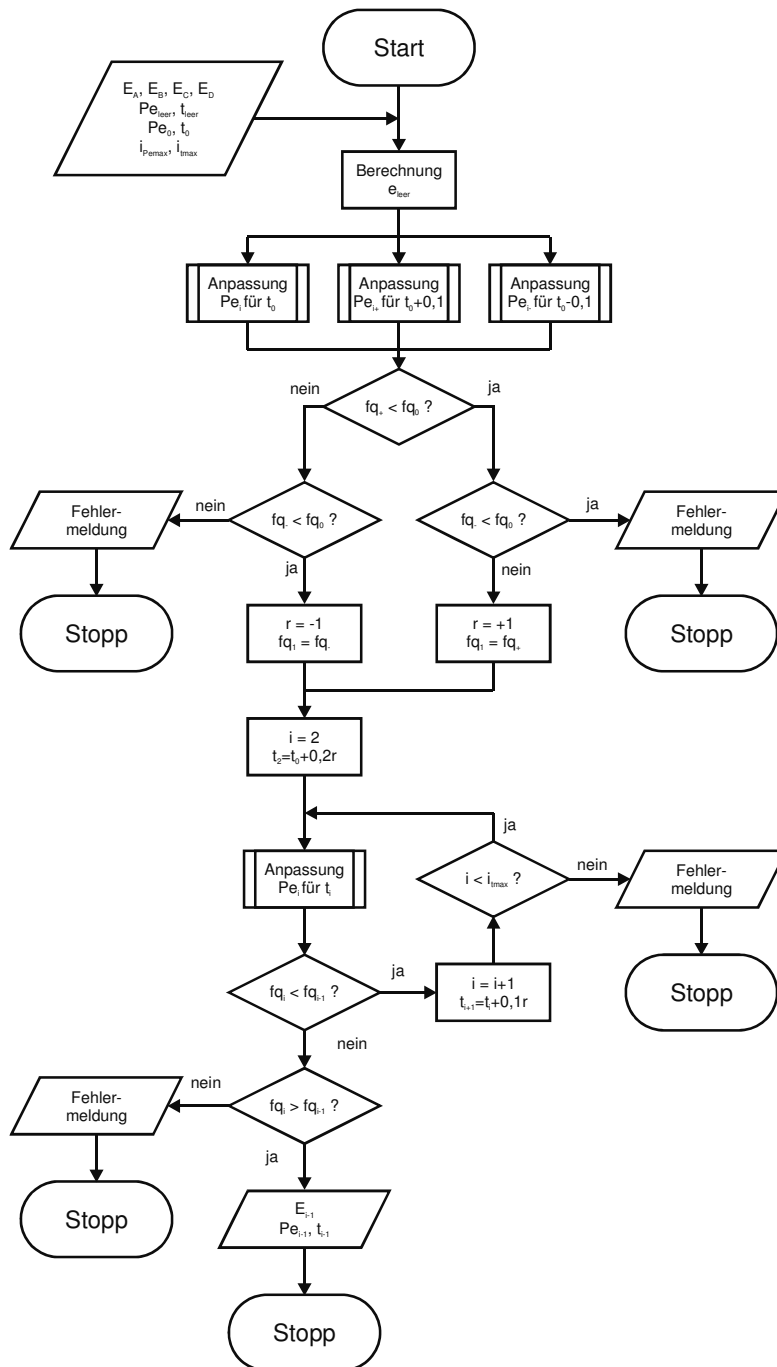 Start
E_A, E_B, E_C, E_D
Pe_leer, t_leer
Pe_0, t_0
i_Pemax, i_tmax
Berechnung
e_leer
Anpassung
Pe_i für t_0
Anpassung
Pe_i+ für t_0+0,1
Anpassung
Pe_i- für t_0-0,1
nein
ja
fq_+ < fq_0 ?
Fehler-
meldung
nein
fq_- < fq_0 ?
fq_- < fq_0 ?
ja
Fehler-
meldung
ja
nein
Stopp
r = -1
fq_1 = fq_-
r = +1
fq_1 = fq_+
Stopp
i = 2
t_2=t_0+0,2r
ja
Anpassung
Pe_i für t_i
i < i_tmax ?
nein
Fehler-
meldung
fq_i < fq_i-1 ?
ja
i = i+1
t_i+1=t_i+0,1r
Stopp
nein
Fehler-
meldung
nein
fq_i > fq_i-1 ?
ja
Stopp
E_i-1
Pe_i-1, t_i-1
Stopp